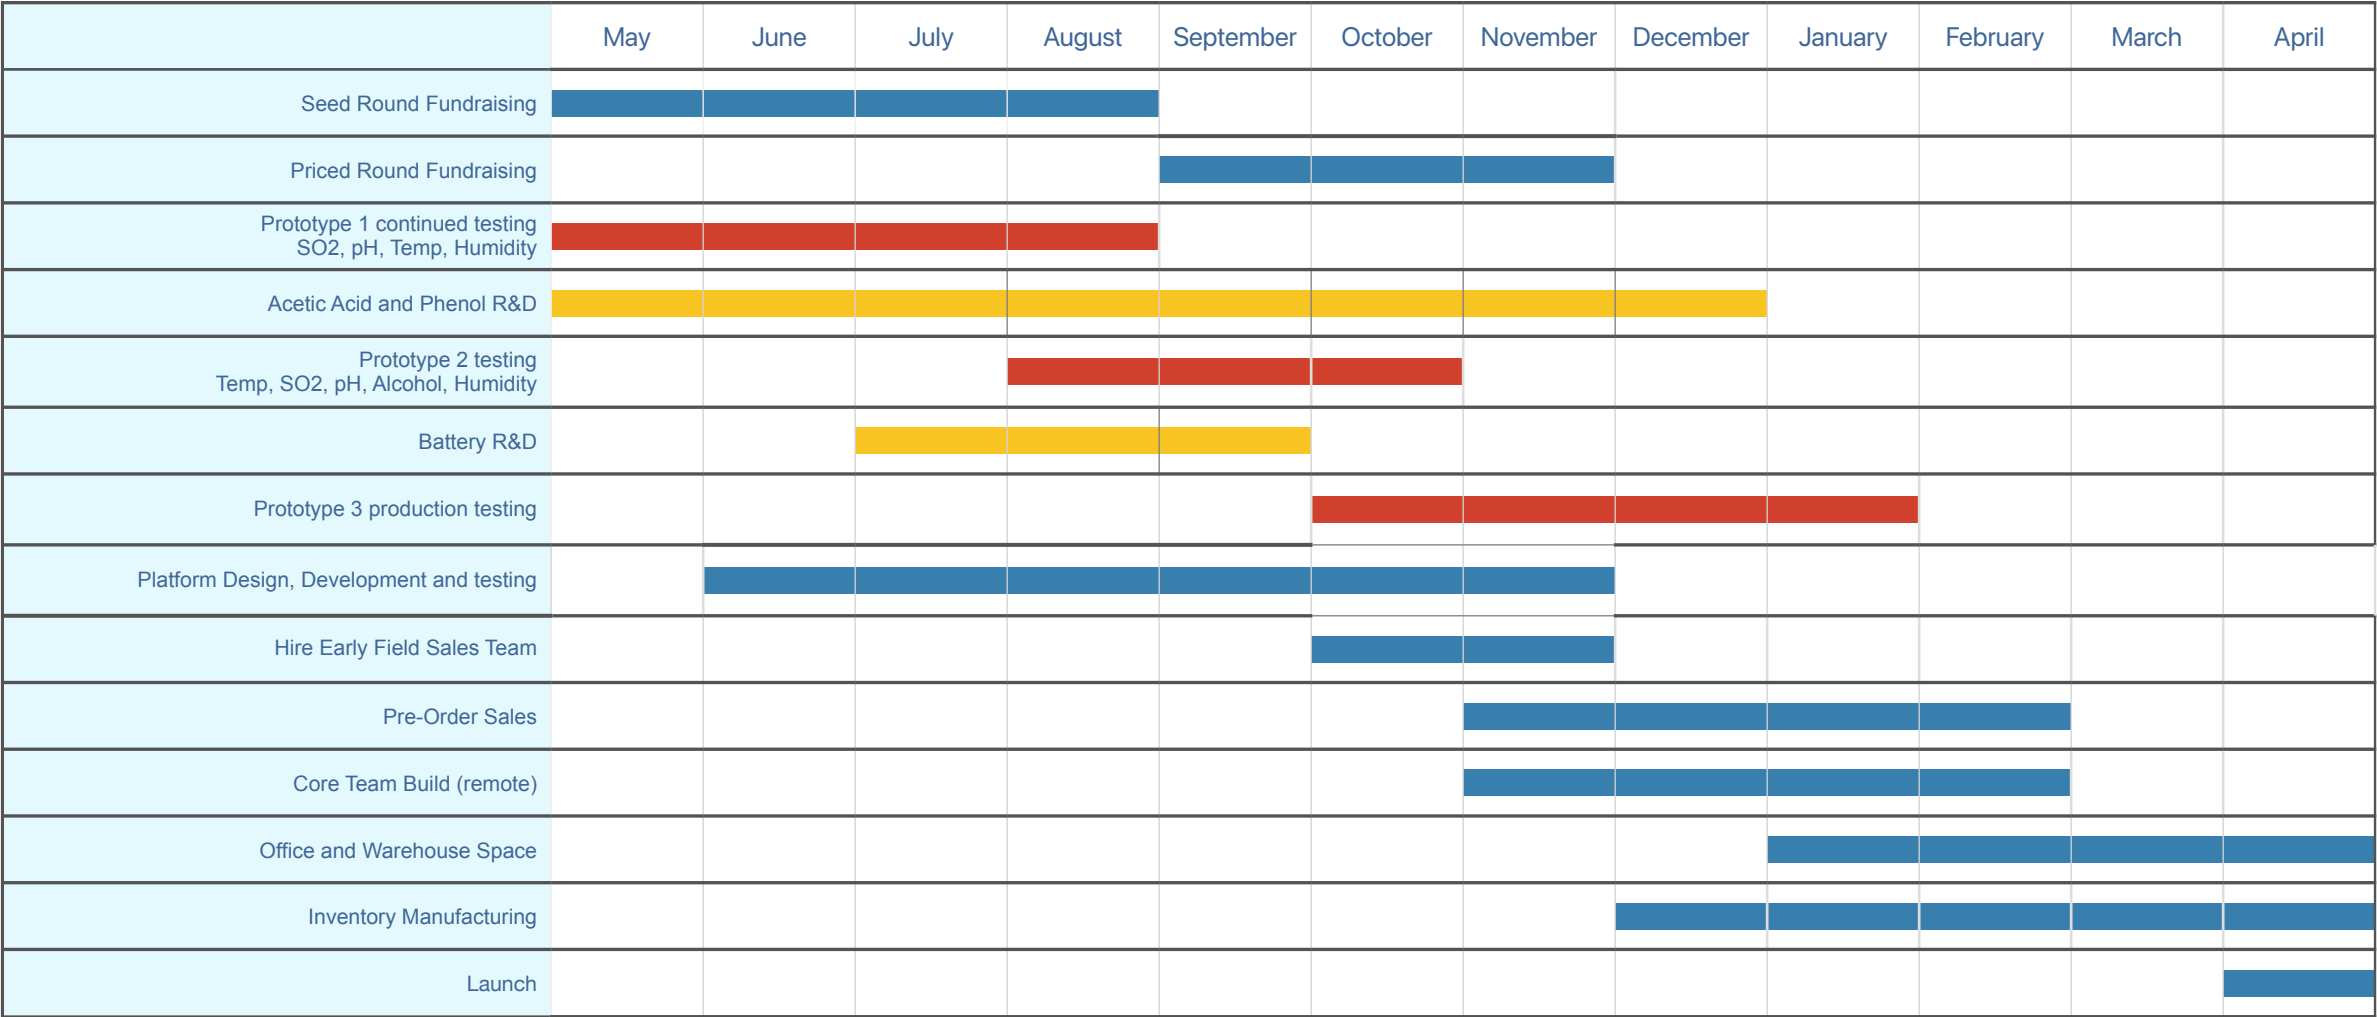 May June July August September October November December January February March April
Seed Round Fundraising
Priced Round Fundraising
Prototype 1 continued testing
SO2, pH, Temp, Humidity
Acetic Acid and Phenol R&D
Prototype 2 testing
Temp, SO2, pH, Alcohol, Humidity
Battery R&D
Prototype 3 production testing
Platform Design, Development and testing
Hire Early Field Sales Team
Pre-Order Sales
Core Team Build (remote)
Office and Warehouse Space
Inventory Manufacturing
Launch